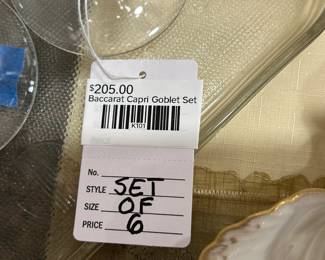 $205.00
Baccarat Capri Goblet Set
K101
No.
STYLE SET
SIZE OF
PRICE 6